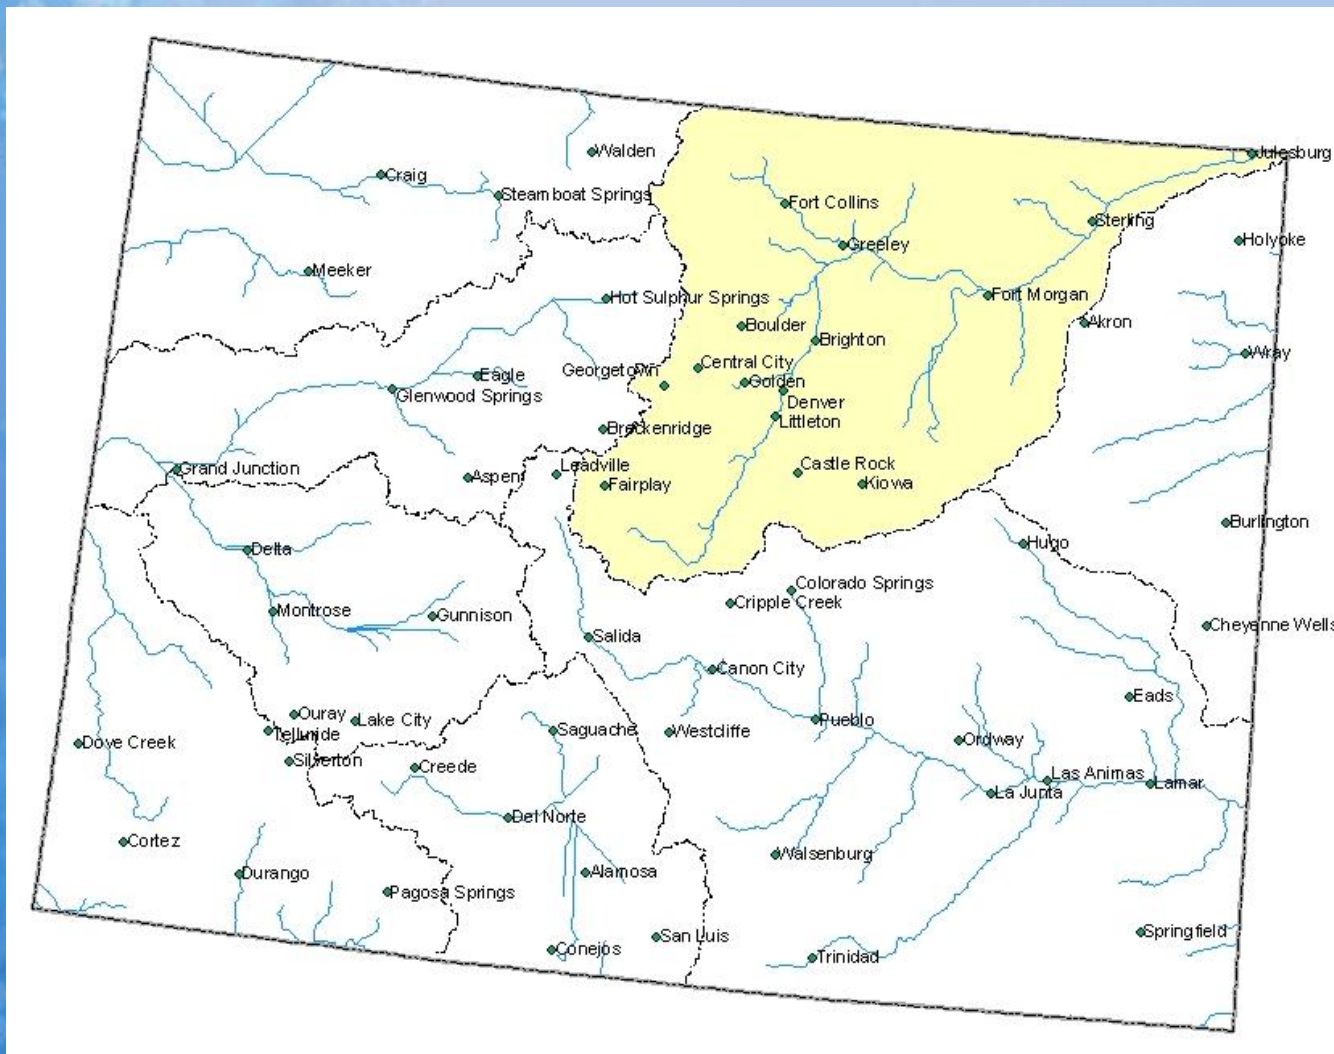 Julesburg
Walden
Craig
Steamboat Springs
Fort Collins
Sterling
Holyoke
Greeley
Meeker
Hot Sulphur Springs
Fort Morgan
Boulder
Akron
Brighton
Wray
Central City
Georgetown
Eagle
Golden
Glenwood Springs
Denver
Littleton
Breckenridge
Grand Junction
Aspen
Leadville
Castle Rock
Fairplay
Kiowa
Burlington
Delta
Hugo
Colorado Springs
Cripple Creek
Montrose
Gunnison
Cheyenne Wells
Salida
Canon City
Eads
Ouray
Lake City
Pueblo
Telluride
Saguache
Westcliffe
Ordway
Dove Creek
Silverton
Creede
Las Animas
Lamar
La Junta
Del Norte
Cortez
Walsenburg
Durango
Alamosa
Pagosa Springs
San Luis
Springfield
Conejos
Trinidad